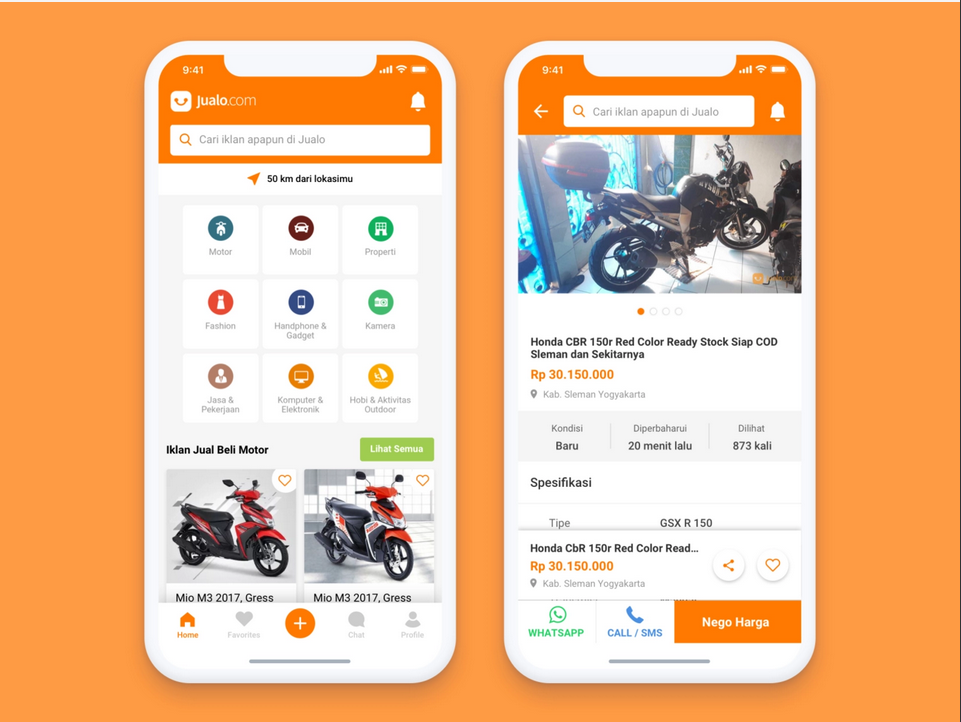 9:41
Jualo.com
Cari iklan apapun di Jualo
50 km dari lokasimu
Motor
Mobil
Properti
Fashion
Handphone &
Gadget
Kamera
Jasa &
Pekerjaan
Komputer &
Elektronik
Hobi & Aktivitas
Outdoor
Iklan Jual Beli Motor
Lihat Semua
Mio M3 2017, Gress
Mio M3 2017, Gress
Home
Favorites
Chat
Profile
9:41
Cari iklan apapun di Jualo
Honda CBR 150r Red Color Ready Stock Siap COD
Sleman dan Sekitarnya
Rp 30.150.000
Kab. Sleman Yogyakarta
Kondisi
Diperbaharui
Dilihat
Baru
20 menit lalu
873 kali
Spesifikasi
Tipe
GSX R 150
Honda CbR 150r Red Color Read...
Rp 30.150.000
Kab. Sleman Yogyakarta
WHATSAPP
CALL / SMS
Nego Harga